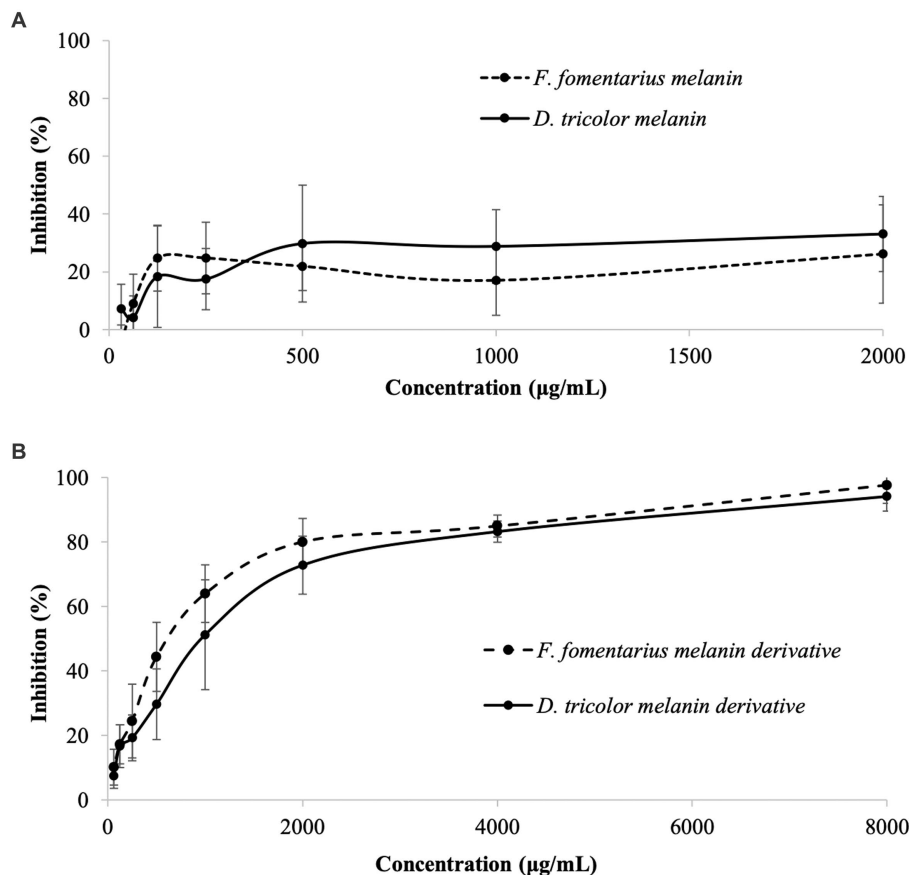 A
100
80
60
40
20
0
Inhibition (%)
F. fomentarius melanin
D. tricolor melanin
0 500 1000 1500 2000
Concentration (µg/mL)
B
100
80
60
40
20
0
Inhibition (%)
F. fomentarius melanin derivative
D. tricolor melanin derivative
0 2000 4000 6000 8000
Concentration (µg/mL)